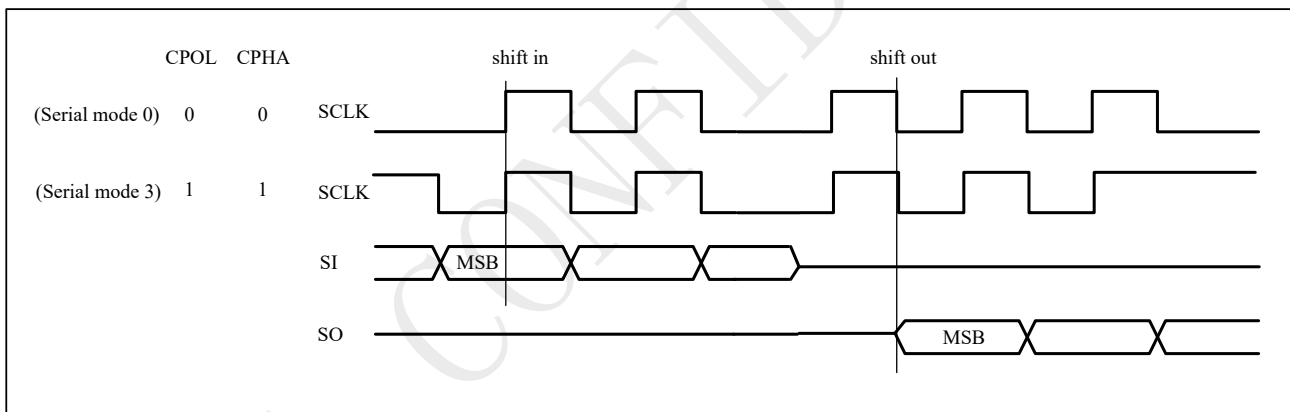 CPOL CPHA shift in shift out
(Serial mode 0) 0 0 SCLK
(Serial mode 3) 1 1 SCLK
SI MSB
SO MSB
CONFID